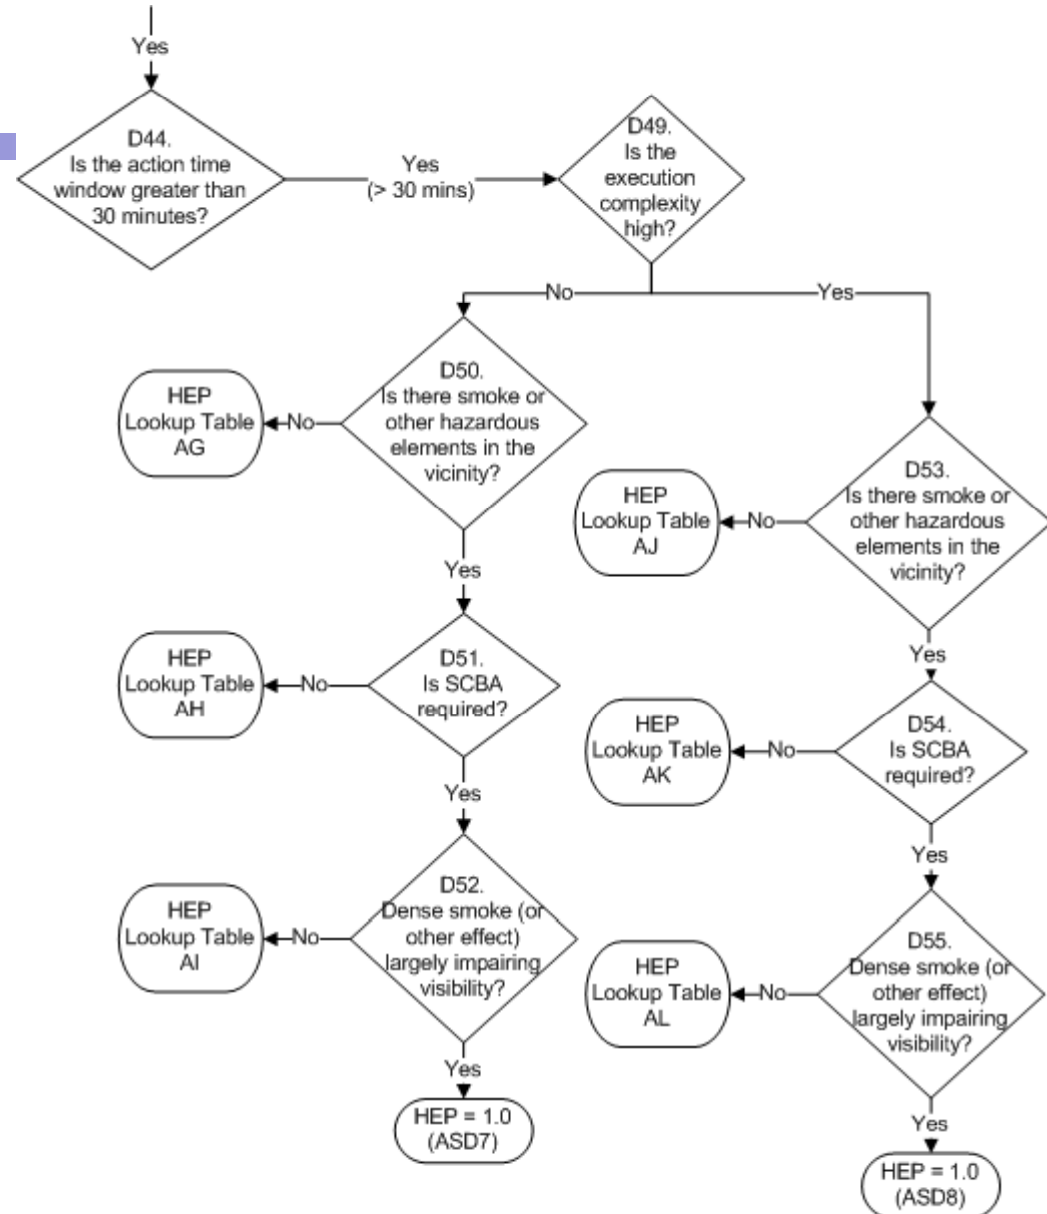 Yes
D44.
Is the action time
window greater than
30 minutes?
Yes
(> 30 mins)
D49.
Is the
execution
complexity
high?
No
Yes
D50.
Is there smoke or
other hazardous
elements in the
vicinity?
No
HEP
Lookup Table
AG
Yes
D51.
Is SCBA
required?
No
HEP
Lookup Table
AH
Yes
D52.
Dense smoke (or
other effect)
largely impairing
visibility?
No
HEP
Lookup Table
AI
Yes
HEP = 1.0
(ASD7)
D53.
Is there smoke or
other hazardous
elements in the
vicinity?
No
HEP
Lookup Table
AJ
Yes
D54.
Is SCBA
required?
No
HEP
Lookup Table
AK
Yes
D55.
Dense smoke (or
other effect)
largely impairing
visibility?
No
HEP
Lookup Table
AL
Yes
HEP = 1.0
(ASD8)